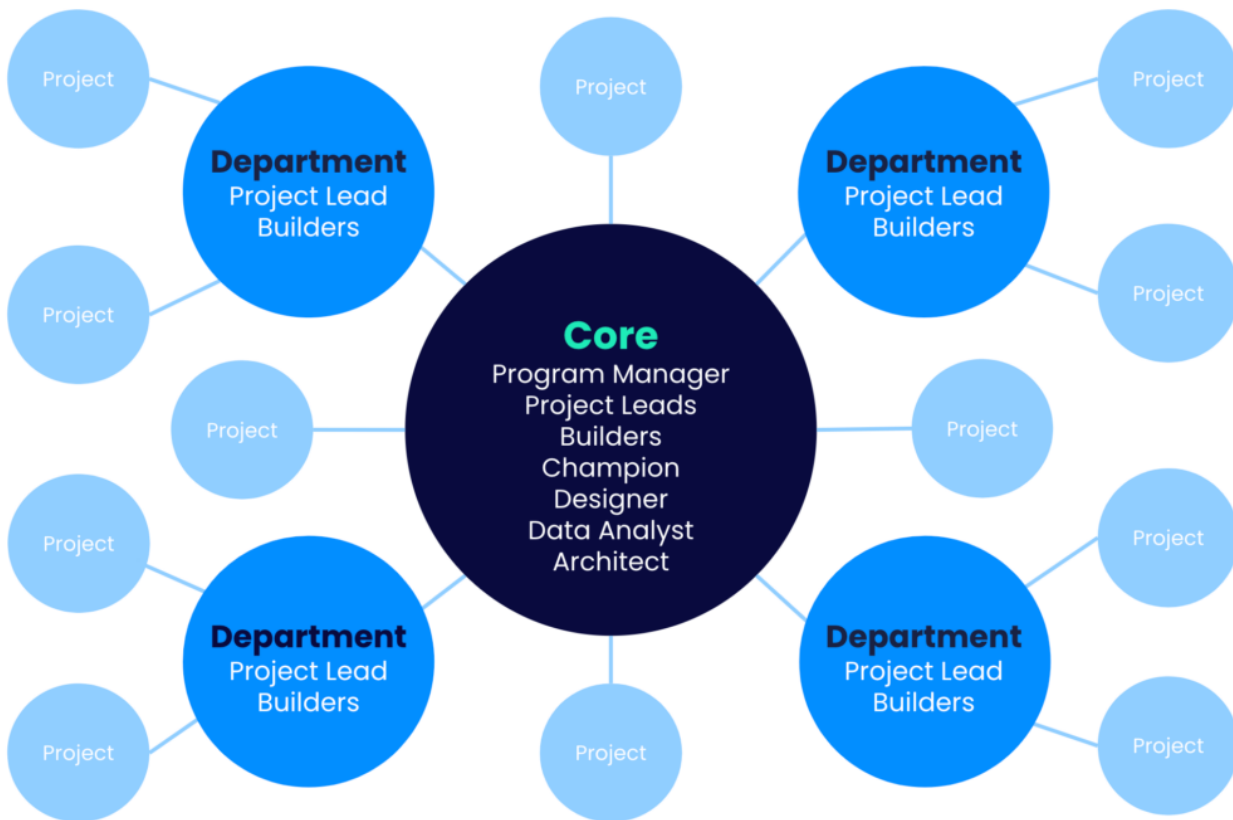 Project
Project
Project
Department
Project Lead
Builders
Department
Project Lead
Builders
Project
Project
Core
Program Manager
Project Leads
Builders
Champion
Designer
Data Analyst
Architect
Project
Project
Project
Project
Department
Project Lead
Builders
Department
Project Lead
Builders
Project
Project
Project